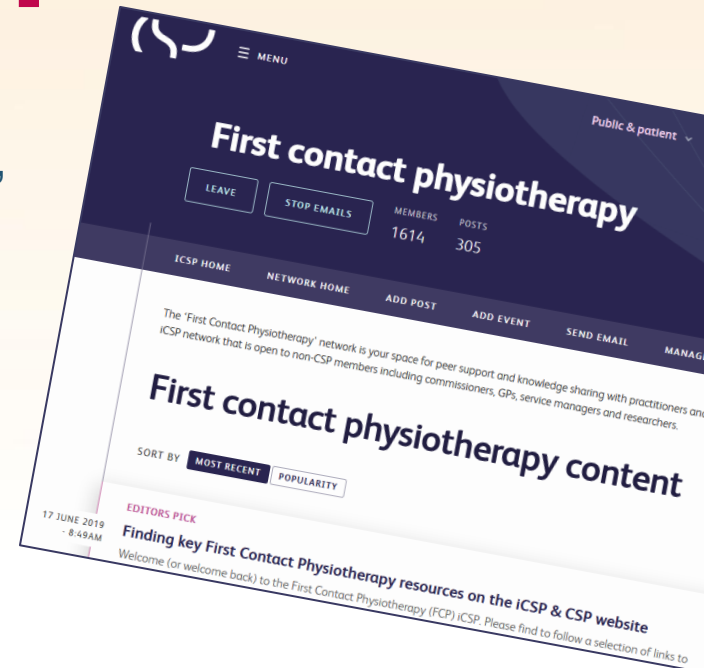 ☰ MENU
Public & patient
First contact physiotherapy
LEAVE
STOP EMAILS
MEMBERS
1614
POSTS
305
ICSP HOME
NETWORK HOME
ADD POST
ADD EVENT
SEND EMAIL
The 'First Contact Physiotherapy' network is your space for peer support and knowledge sharing with practitioners and
iCSP network that is open to non-CSP members including commissioners, GPs, service managers and researchers.
First contact physiotherapy content
SORT BY
MOST RECENT
POPULARITY
17 JUNE 2019
- 8:49AM
EDITORS PICK
Finding key First Contact Physiotherapy resources on the iCSP & CSP website
Welcome (or welcome back) to the First Contact Physiotherapy (FCP) iCSP. Please find to follow a selection of links to